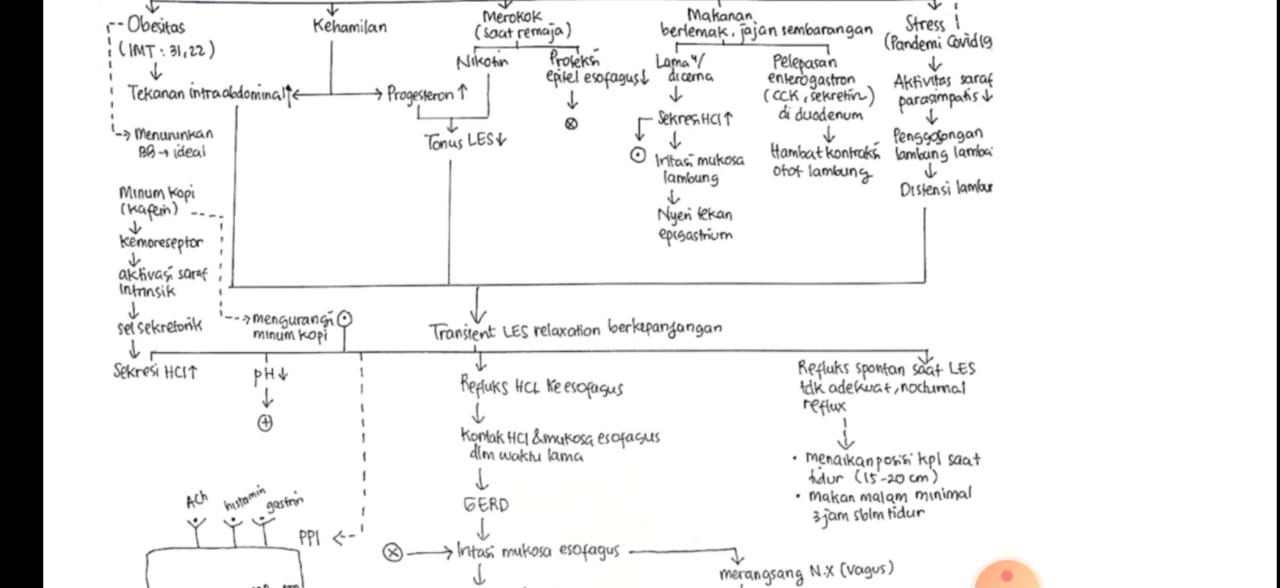 Obesitas
(IMT : 31,22)
Tekanan intraabdominal↑
Menurunkan
BB → ideal
Kehamilan
Progesteron ↑
Merokok
(saat remaja)
Nikotin
Proteksi
epitel esofagus↓
⊗
Tonus LES↓
Makanan
berlemak, jajan sembarangan
Lama u/
dicerna
Sekresi HCl ↑
⊙
Iritasi mukosa
lambung
Nyeri tekan
epigastrium
Pelepasan
enterogastron
(CCK, sekretin)
di duodenum
Hambat kontraksi
otot lambung
Stress
(Pandemi Covid19
Aktivitas saraf
parasimpatis ↓
Penggosongan
lambung
Distensi
Minum kopi
(kafein)
Kemoreseptor
aktivasi saraf
Intrinsik
sel sekretorik
Sekresi HCl ↑
mengurangi
minum kopi
⊙
Transient LES relaxation berkepanjangan
pH↓
⊕
Refluks HCL ke esofagus
Kontak HCl & mukosa esofagus
dlm waktu lama
GERD
⊗ → Iritasi mukosa esofagus
merangsang N.X (Vagus)
Refluks spontan saat LES
tdk adekuat, nocturnal
reflux
• menaikan posisi kpl saat
tidur (15-20 cm)
• makan malam minimal
3 jam sblm tidur
ACh
histamin
gastrin
PPI